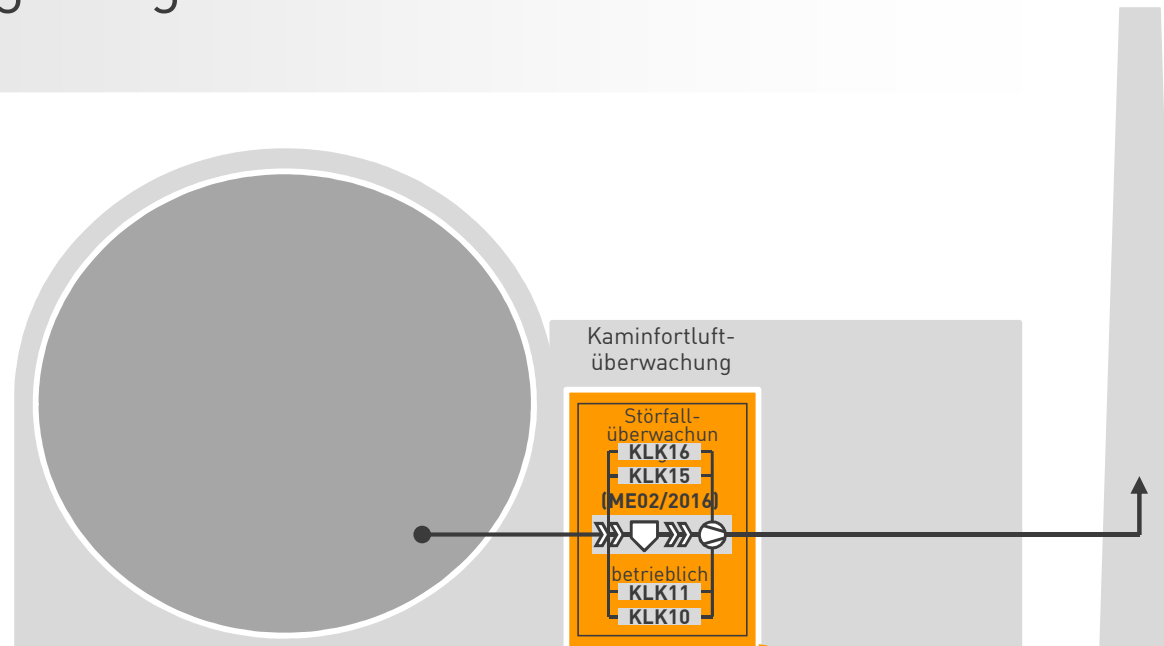 Kaminfortluft-
überwachung
Störfall-
überwachun
g
KLK16
KLK15
(ME02/2016)
betrieblich
KLK11
KLK10